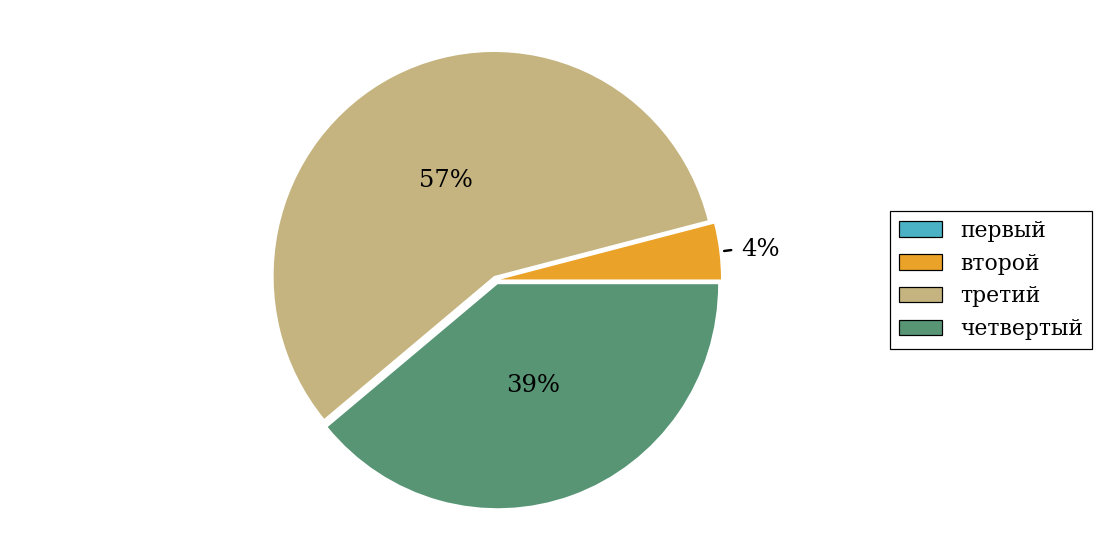 57%
4%
39%
первый
второй
третий
четвертый